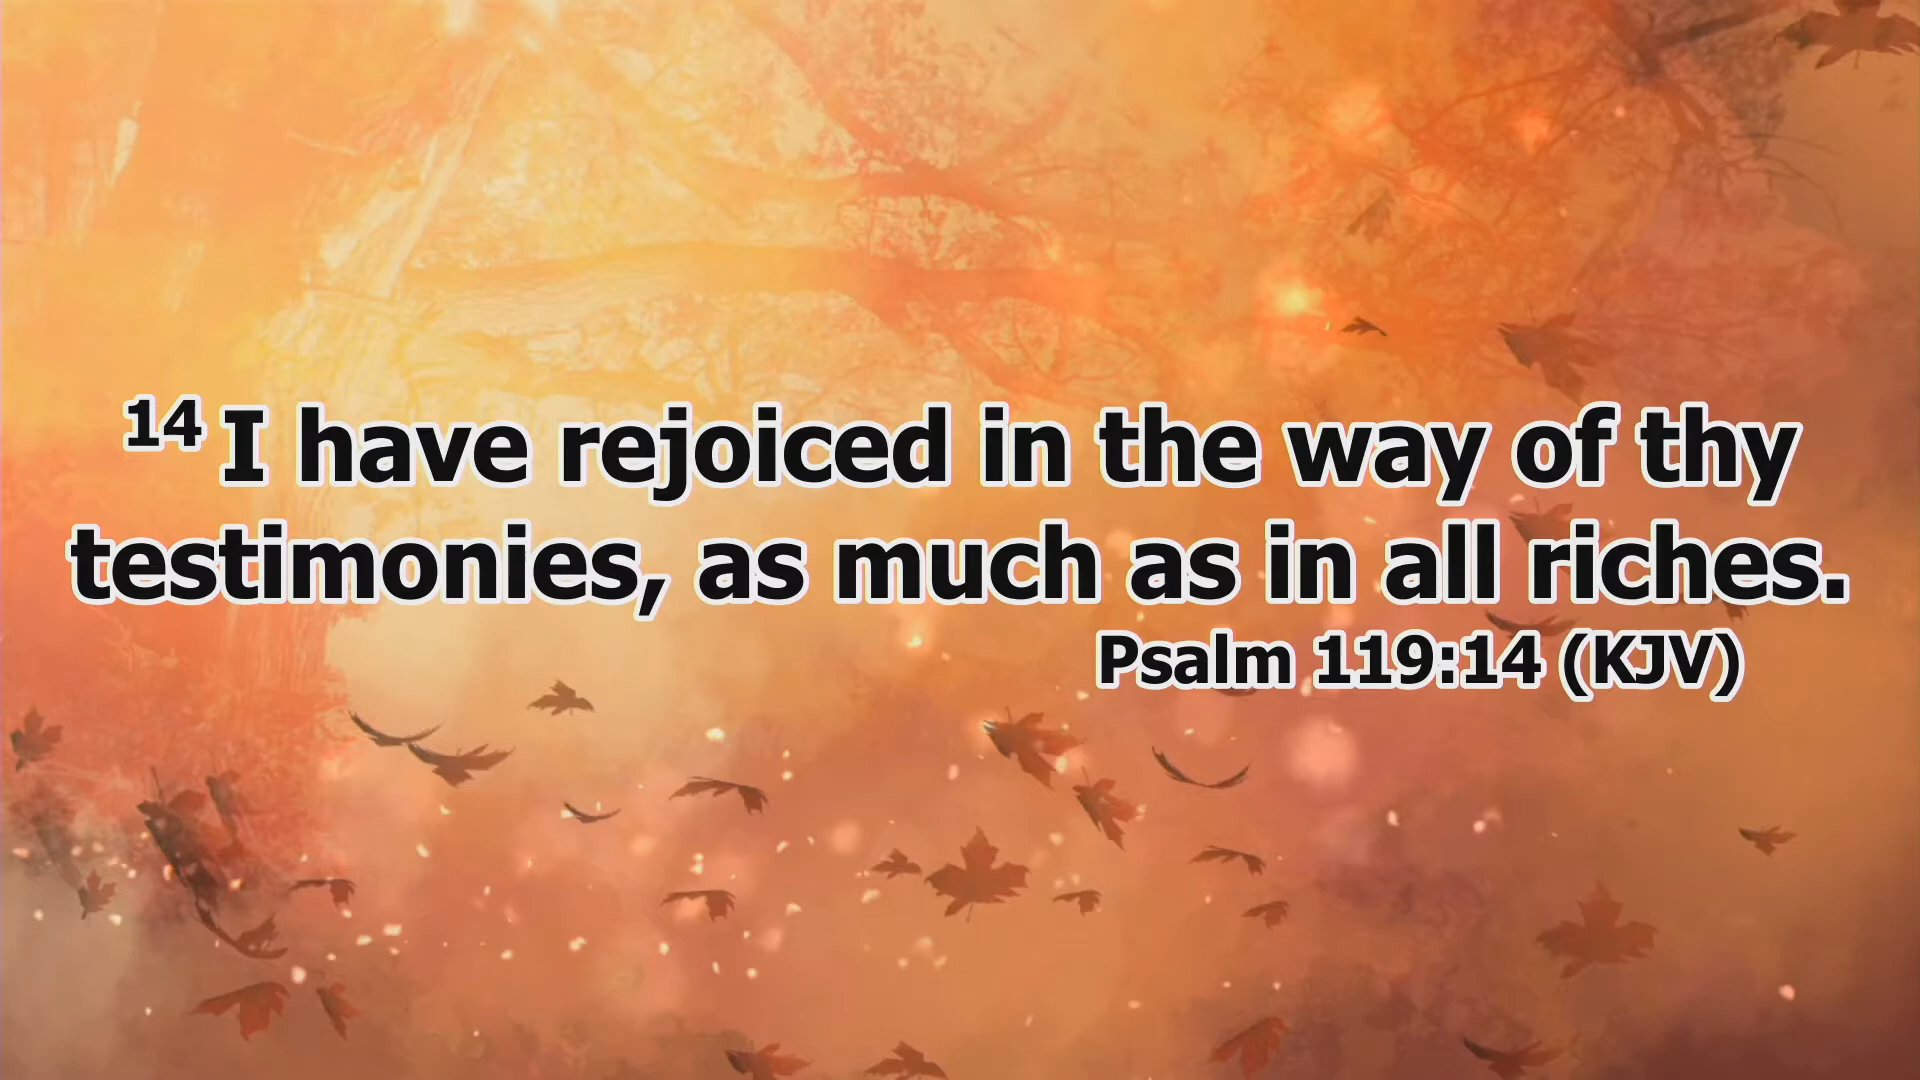 14 I have rejoiced in the way of thy
testimonies, as much as in all riches.
Psalm 119:14 (KJV)